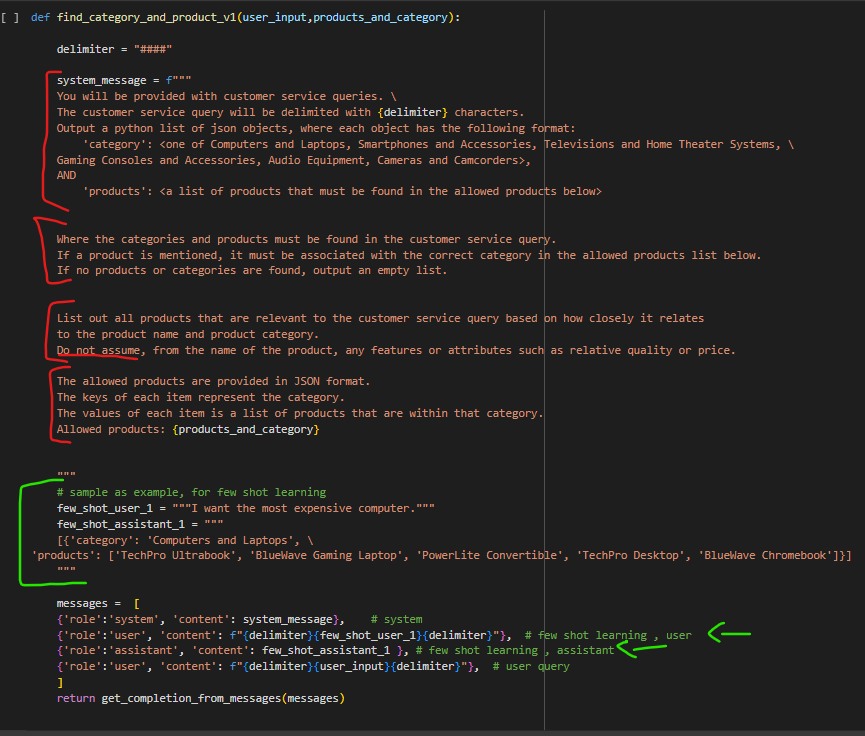 [ ] def find_category_and_product_v1(user_input,products_and_category):
delimiter = "####"
system_message = f"""
You will be provided with customer service queries. \
The customer service query will be delimited with {delimiter} characters.
Output a python list of json objects, where each object has the following format:
'category': <one of Computers and Laptops, Smartphones and Accessories, Televisions and Home Theater Systems, \
Gaming Consoles and Accessories, Audio Equipment, Cameras and Camcorders>,
AND
'products': <a list of products that must be found in the allowed products below>
Where the categories and products must be found in the customer service query.
If a product is mentioned, it must be associated with the correct category in the allowed products list below.
If no products or categories are found, output an empty list.
List out all products that are relevant to the customer service query based on how closely it relates
to the product name and product category.
Do not assume, from the name of the product, any features or attributes such as relative quality or price.
The allowed products are provided in JSON format.
The keys of each item represent the category.
The values of each item is a list of products that are within that category.
Allowed products: {products_and_category}
"""
# sample as example, for few shot learning
few_shot_user_1 = """I want the most expensive computer."""
few_shot_assistant_1 = """
[{'category': 'Computers and Laptops', \
'products': ['TechPro Ultrabook', 'BlueWave Gaming Laptop', 'PowerLite Convertible', 'TechPro Desktop', 'BlueWave Chromebook']}]
"""
messages = [
{'role':'system', 'content': system_message}, # system
{'role':'user', 'content': f"{delimiter}{few_shot_user_1}{delimiter}"}, # few shot learning , user
{'role':'assistant', 'content': few_shot_assistant_1 }, # few shot learning , assistant
{'role':'user', 'content': f"{delimiter}{user_input}{delimiter}"}, # user query
]
return get_completion_from_messages(messages)